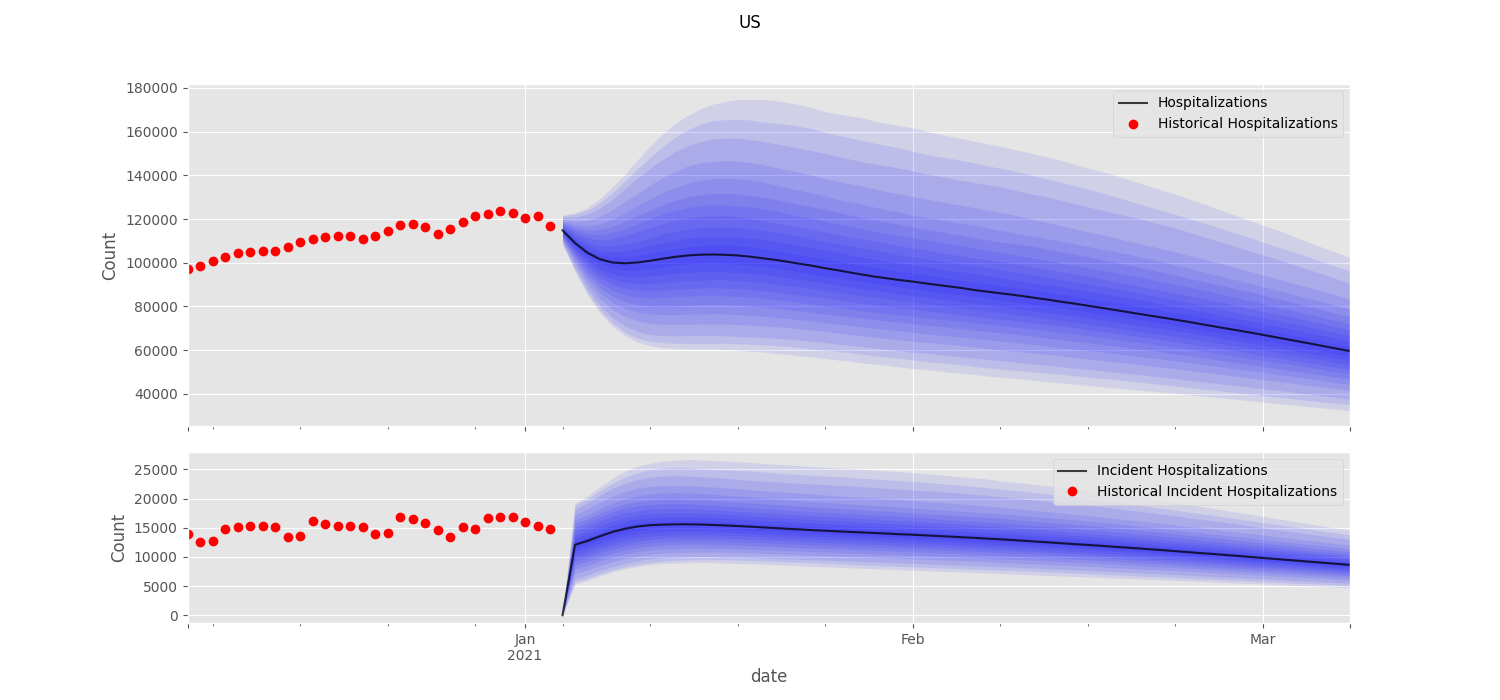 US
180000
160000
140000
120000
100000
80000
60000
40000
Count
Hospitalizations
Historical Hospitalizations
25000
20000
15000
10000
5000
0
Count
Incident Hospitalizations
Historical Incident Hospitalizations
Jan
2021
Feb
Mar
date